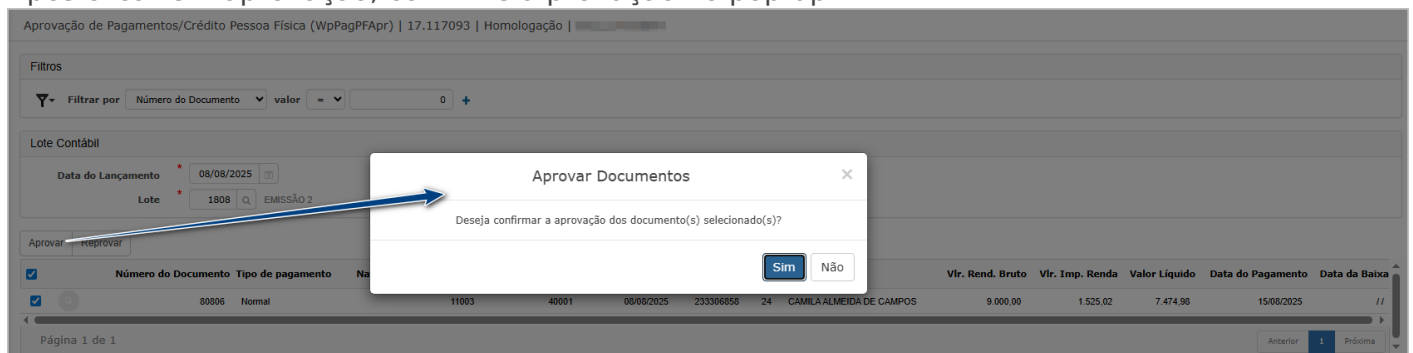 Aprovação de Pagamentos/Crédito Pessoa Física (WpPagPFApr) | 17.117093 | Homologação |
Filtros
Filtrar por Número do Documento valor = 0 +
Lote Contábil
Data do Lançamento * 08/08/2025
Lote * 1808 EMISSÃO 2
Aprovar Documentos ×
Deseja confirmar a aprovação dos documento(s) selecionado(s)?
Sim Não
Aprovar Reprovar
Número do Documento Tipo de pagamento Vlr. Rend. Bruto Vlr. Imp. Renda Valor Líquido Data do Pagamento Data da Baixa
80806 Normal 11003 40001 08/08/2025 233306858 24 CAMILA ALMEIDA DE CAMPOS 9.000,00 1.525,02 7.474,98 15/08/2025 / /
Página 1 de 1 Anterior 1 Próxima